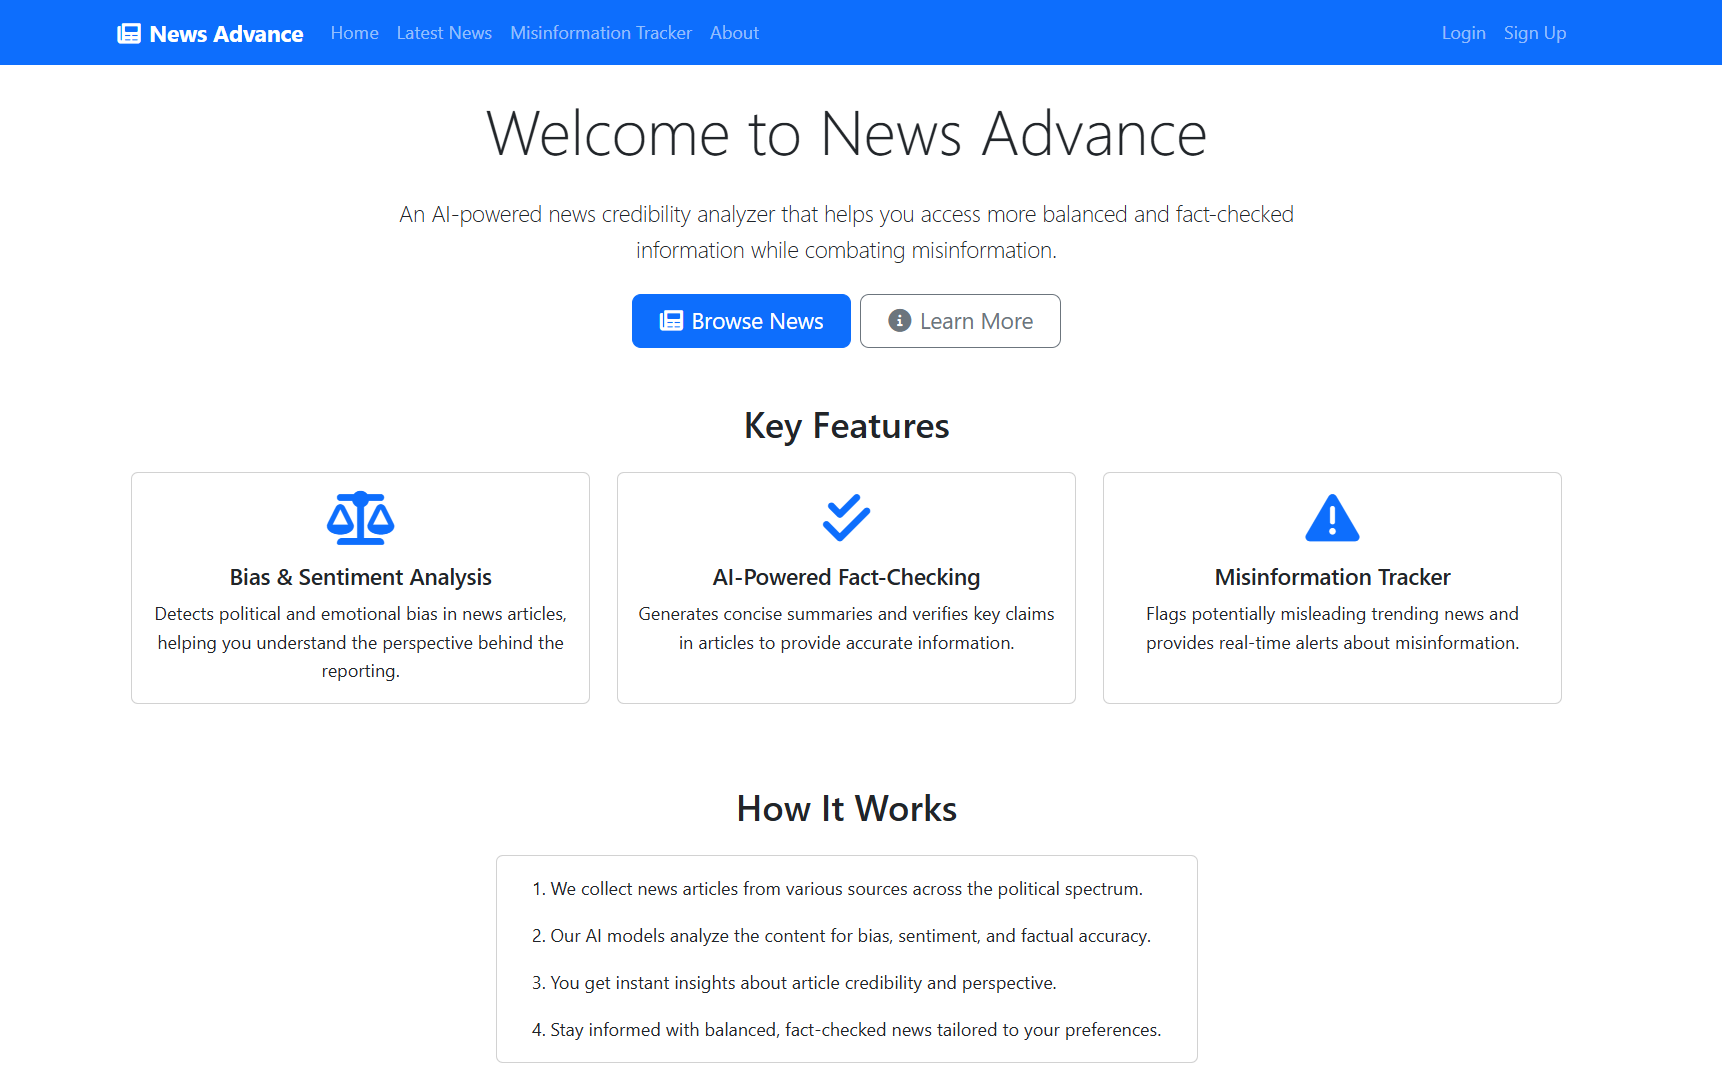 News Advance Home Latest News Misinformation Tracker About Login Sign Up
Welcome to News Advance
An AI-powered news credibility analyzer that helps you access more balanced and fact-checked
information while combating misinformation.
Browse News Learn More
Key Features
Bias & Sentiment Analysis
Detects political and emotional bias in news articles,
helping you understand the perspective behind the
reporting.
AI-Powered Fact-Checking
Generates concise summaries and verifies key claims
in articles to provide accurate information.
Misinformation Tracker
Flags potentially misleading trending news and
provides real-time alerts about misinformation.
How It Works
1. We collect news articles from various sources across the political spectrum.
2. Our AI models analyze the content for bias, sentiment, and factual accuracy.
3. You get instant insights about article credibility and perspective.
4. Stay informed with balanced, fact-checked news tailored to your preferences.